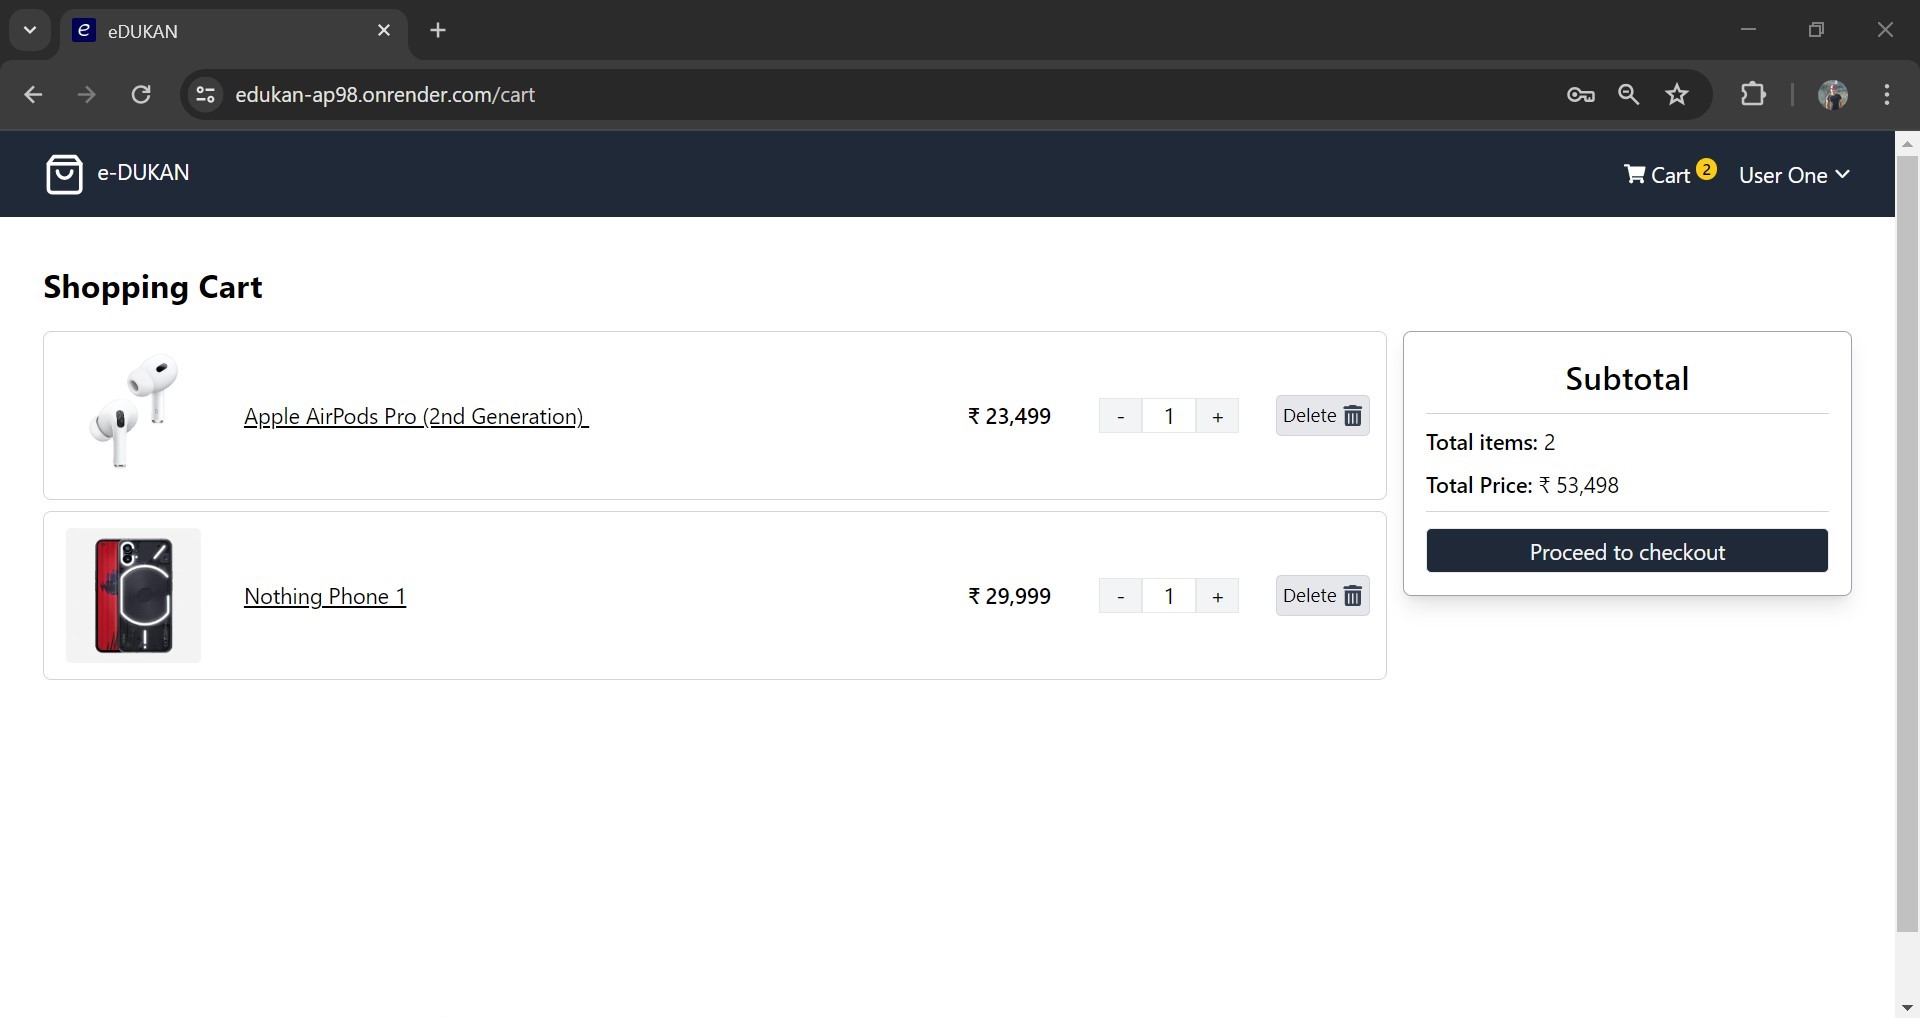 eDUKAN
edukan-ap98.onrender.com/cart
e-DUKAN
Cart 2
User One
Shopping Cart
Apple AirPods Pro (2nd Generation)
₹ 23,499
- 1 +
Delete
Nothing Phone 1
₹ 29,999
- 1 +
Delete
Subtotal
Total items: 2
Total Price: ₹ 53,498
Proceed to checkout